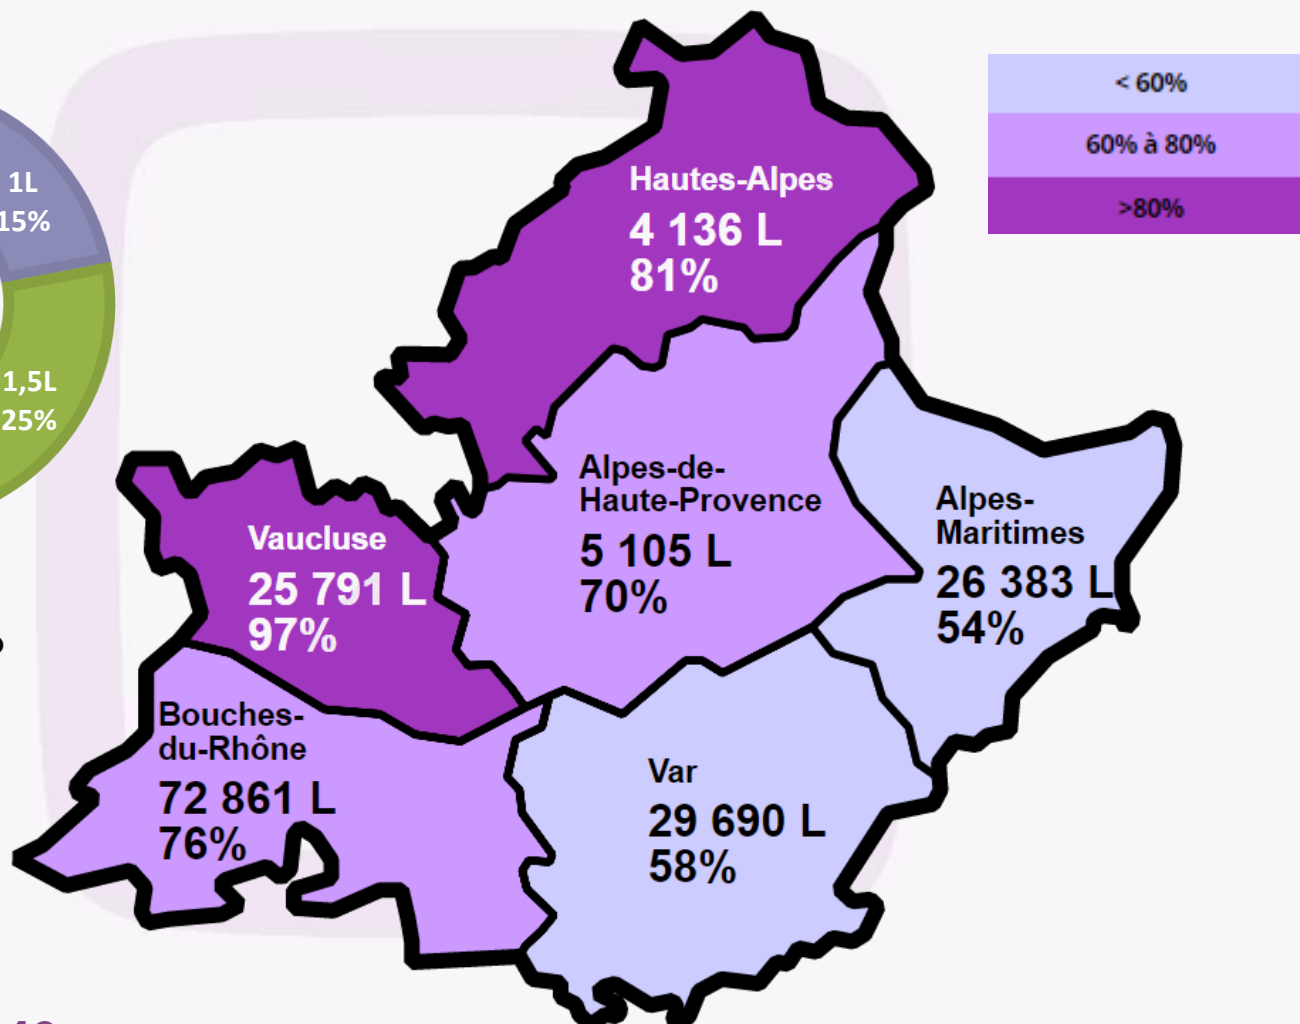 < 60%
60% à 80%
>80%
1L
15%
1,5L
25%
Hautes-Alpes
4 136 L
81%
Alpes-de-
Haute-Provence
5 105 L
70%
Alpes-
Maritimes
26 383 L
54%
Vaucluse
25 791 L
97%
Bouches-
du-Rhône
72 861 L
76%
Var
29 690 L
58%